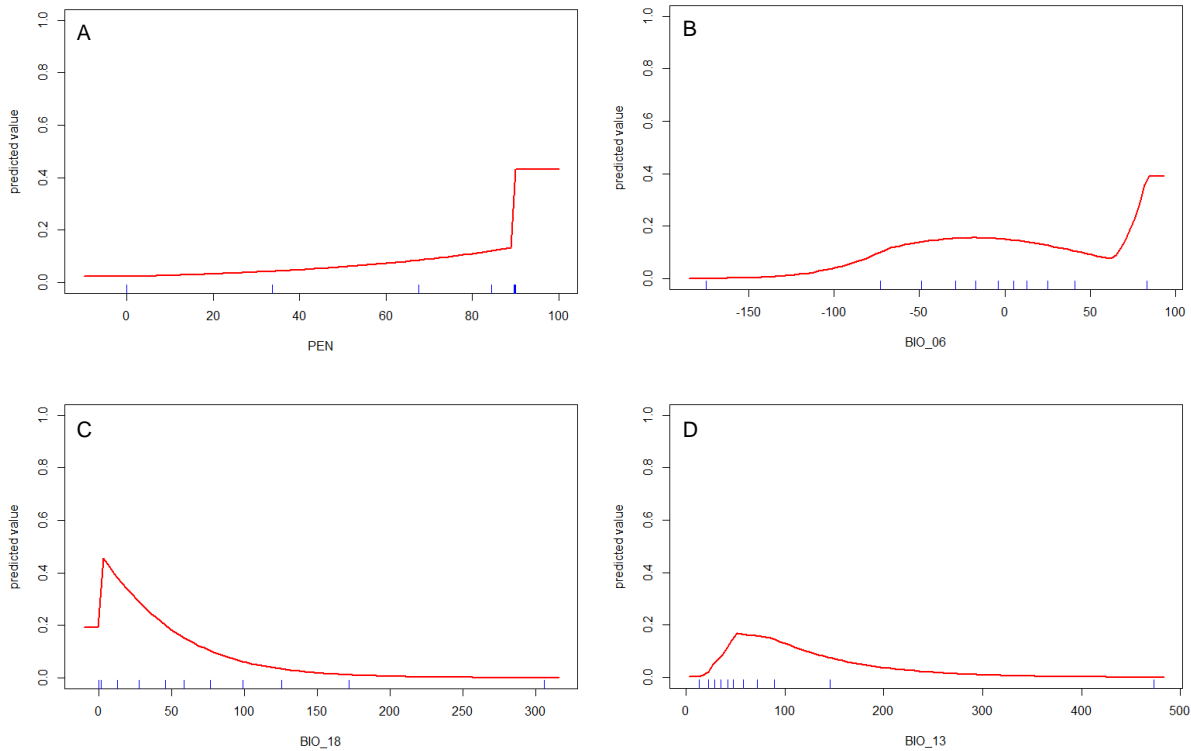 A
predicted value
0.0 0.2 0.4 0.6 0.8 1.0
0 20 40 60 80 100
PEN
B
predicted value
0.0 0.2 0.4 0.6 0.8 1.0
-150 -100 -50 0 50 100
BIO_06
C
predicted value
0.0 0.2 0.4 0.6 0.8 1.0
0 50 100 150 200 250 300
BIO_18
D
predicted value
0.0 0.2 0.4 0.6 0.8 1.0
0 100 200 300 400 500
BIO_13